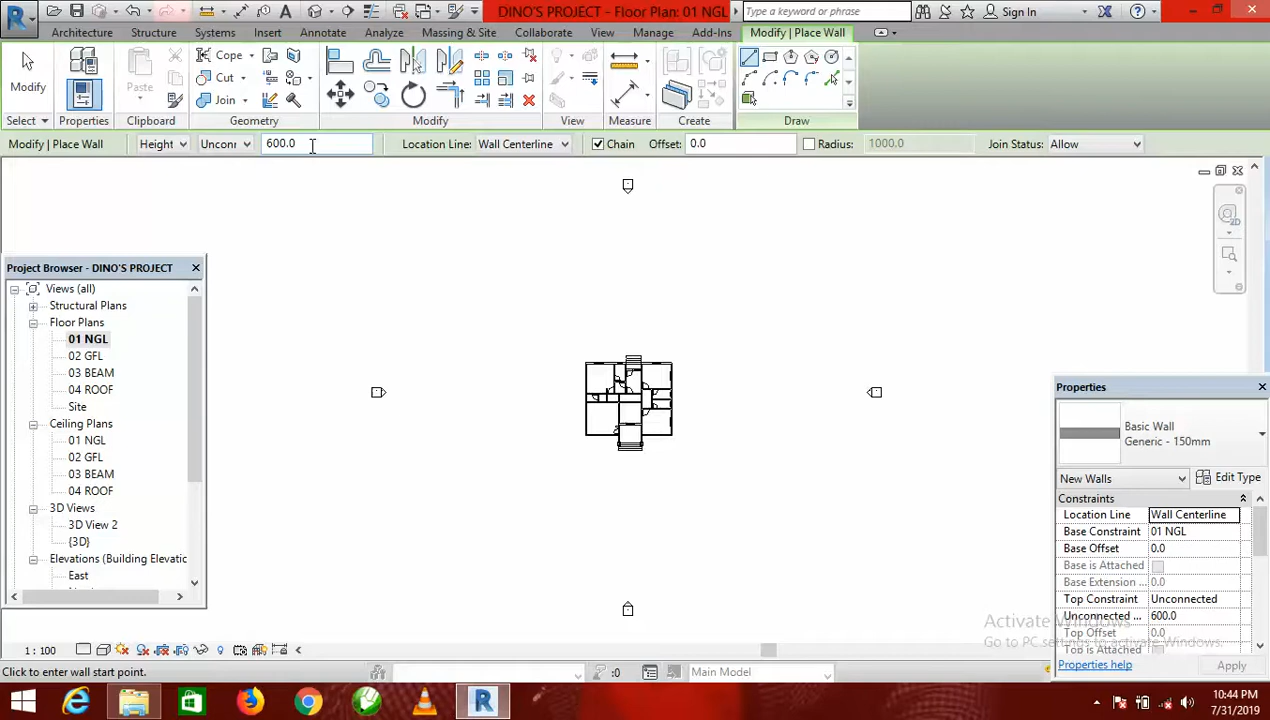 DINO'S PROJECT - Floor Plan: 01 NGL
Type a keyword or phrase
Sign In
Architecture
Structure
Systems
Insert
Annotate
Analyze
Massing & Site
Collaborate
View
Manage
Add-Ins
Modify | Place Wall
Modify
Paste
Cope
Cut
Join
Select
Properties
Clipboard
Geometry
Modify
View
Measure
Create
Draw
Modify | Place Wall
Height
Unconn
600.0
Location Line:
Wall Centerline
Chain
Offset:
0.0
Radius:
1000.0
Join Status:
Allow
2D
Project Browser - DINO'S PROJECT
Views (all)
Structural Plans
Floor Plans
01 NGL
02 GFL
03 BEAM
04 ROOF
Site
Ceiling Plans
01 NGL
02 GFL
03 BEAM
04 ROOF
3D Views
3D View 2
{3D}
Elevations (Building Elevatic
East
Properties
Basic Wall
Generic - 150mm
New Walls
Edit Type
Constraints
Location Line
Wall Centerline
Base Constraint
01 NGL
Base Offset
0.0
Base is Attached
Base Extension ...
0.0
Top Constraint
Unconnected
Unconnected ...
600.0
Top Offset
0.0
Top is Attached
Properties help
Apply
Activate Windows
Go to PC settings to activate Windows.
1 : 100
Click to enter wall start point.
:0
Main Model
10:44 PM
7/31/2019